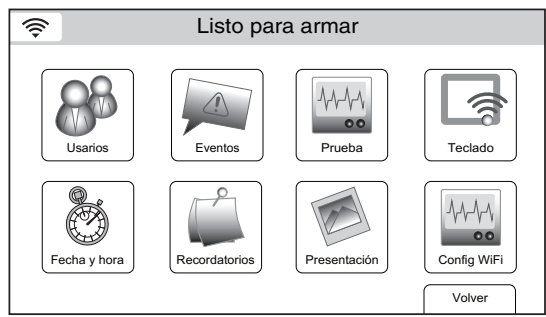 Listo para armar
Usarios
Eventos
Prueba
Teclado
Fecha y hora
Recordatorios
Presentación
Config WiFi
Volver